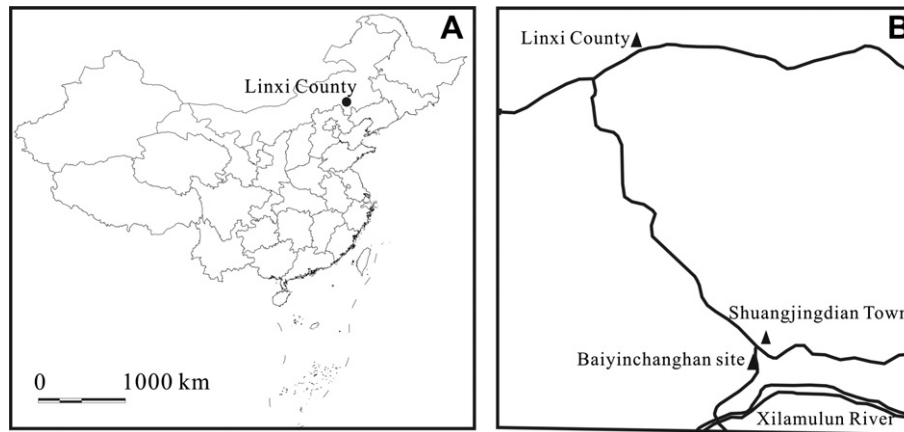 A
Linxi County
0 1000 km
B
Linxi County
Shuangjingdian Town
Baiyinchanghan site
Xilamulun River